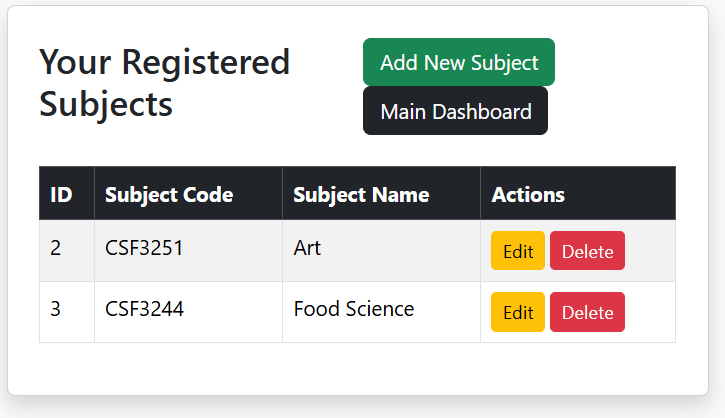 Your Registered
Subjects
Add New Subject
Main Dashboard
ID Subject Code Subject Name Actions
2 CSF3251 Art Edit Delete
3 CSF3244 Food Science Edit Delete